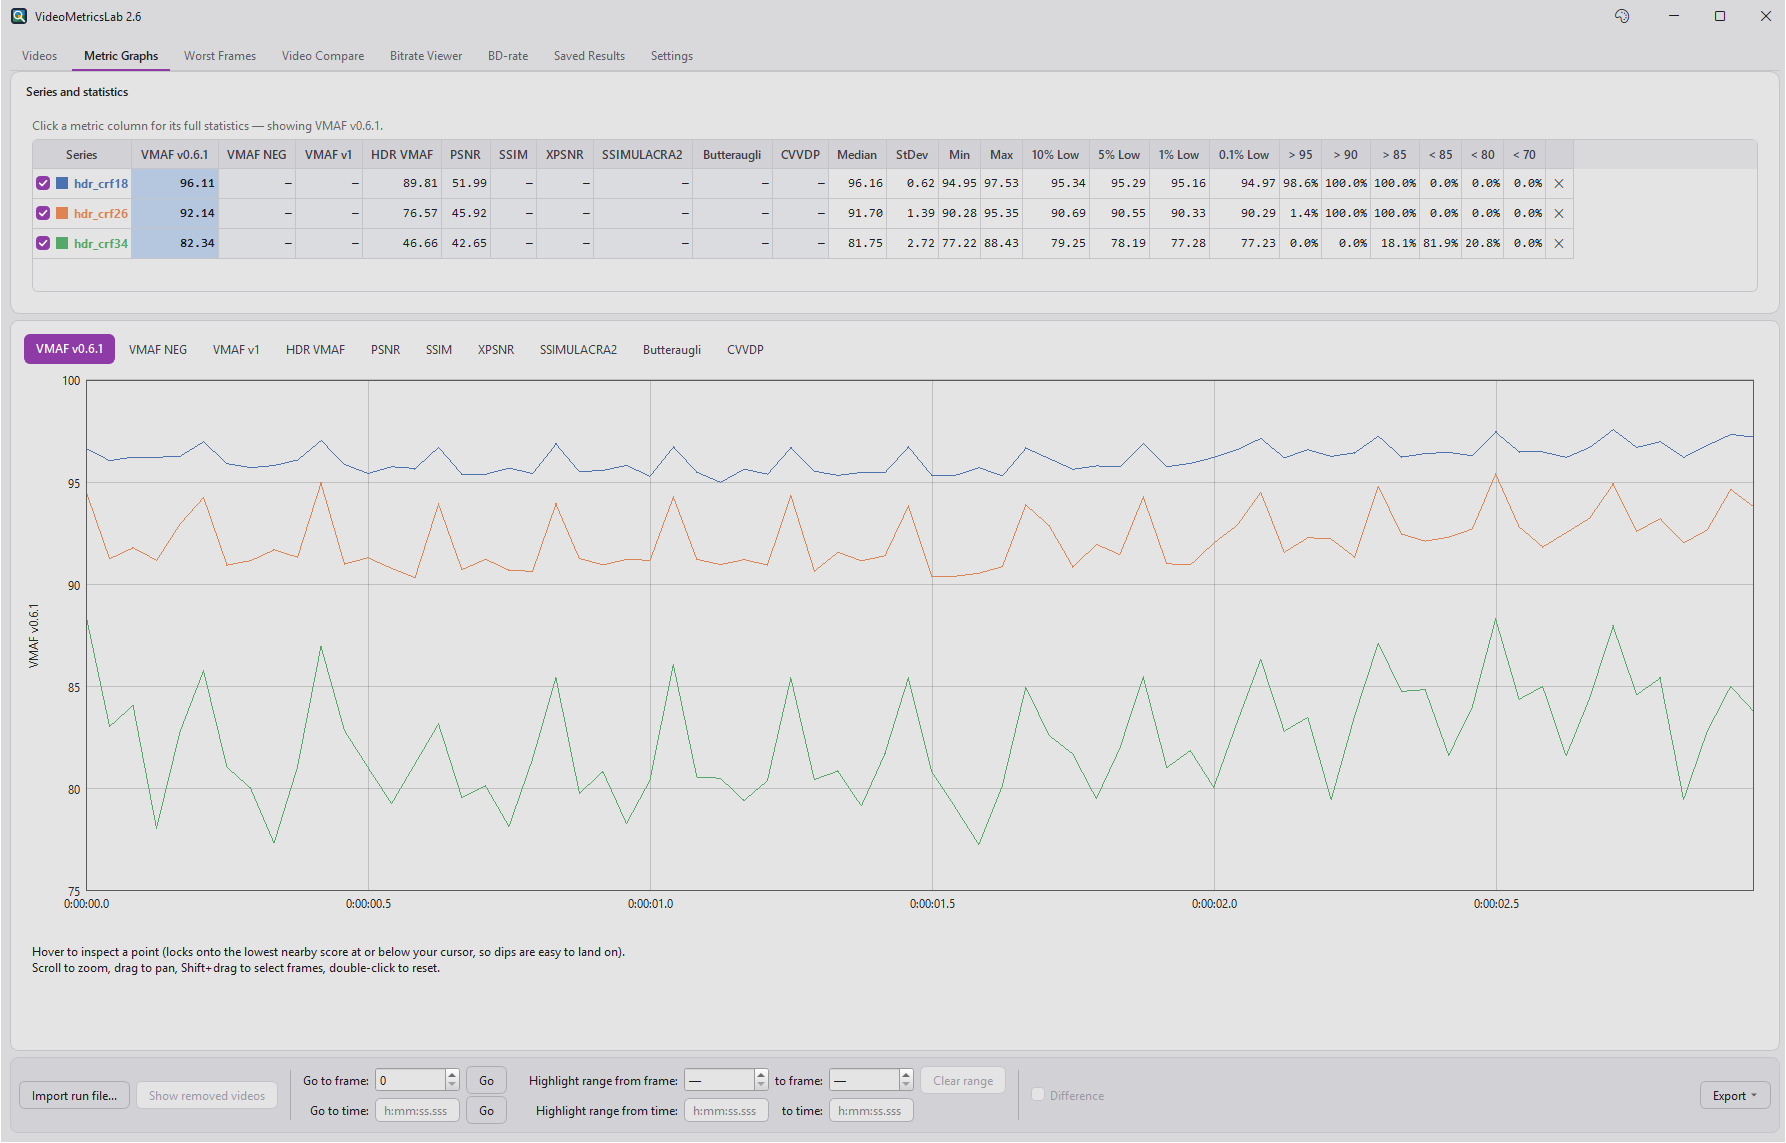 VideoMetricsLab 2.6
Videos Metric Graphs Worst Frames Video Compare Bitrate Viewer BD-rate Saved Results Settings
Series and statistics
Click a metric column for its full statistics — showing VMAF v0.6.1.
Series VMAF v0.6.1 VMAF NEG VMAF v1 HDR VMAF PSNR SSIM XPSNR SSIMULACRA2 Butteraugli CVVDP Median StDev Min Max 10% Low 5% Low 1% Low 0.1% Low > 95 > 90 > 85 < 85 < 80 < 70
hdr_crf18 96.11 – – 89.81 51.99 – – – – – 96.16 0.62 94.95 97.53 95.34 95.29 95.16 94.97 98.6% 100.0% 100.0% 0.0% 0.0% 0.0% ×
hdr_crf26 92.14 – – 76.57 45.92 – – – – – 91.70 1.39 90.28 95.35 90.69 90.55 90.33 90.29 1.4% 100.0% 100.0% 0.0% 0.0% 0.0% ×
hdr_crf34 82.34 – – 46.66 42.65 – – – – – 81.75 2.72 77.22 88.43 79.25 78.19 77.28 77.23 0.0% 0.0% 18.1% 81.9% 20.8% 0.0% ×
VMAF v0.6.1 VMAF NEG VMAF v1 HDR VMAF PSNR SSIM XPSNR SSIMULACRA2 Butteraugli CVVDP
100
95
90
VMAF v0.6.1
85
80
75
0:00:00.0 0:00:00.5 0:00:01.0 0:00:01.5 0:00:02.0 0:00:02.5
Hover to inspect a point (locks onto the lowest nearby score at or below your cursor, so dips are easy to land on).
Scroll to zoom, drag to pan, Shift+drag to select frames, double-click to reset.
Import run file... Show removed videos
Go to frame: 0 Go Highlight range from frame: — to frame: — Clear range
Go to time: h:mm:ss.sss Go Highlight range from time: h:mm:ss.sss to time: h:mm:ss.sss
Difference
Export